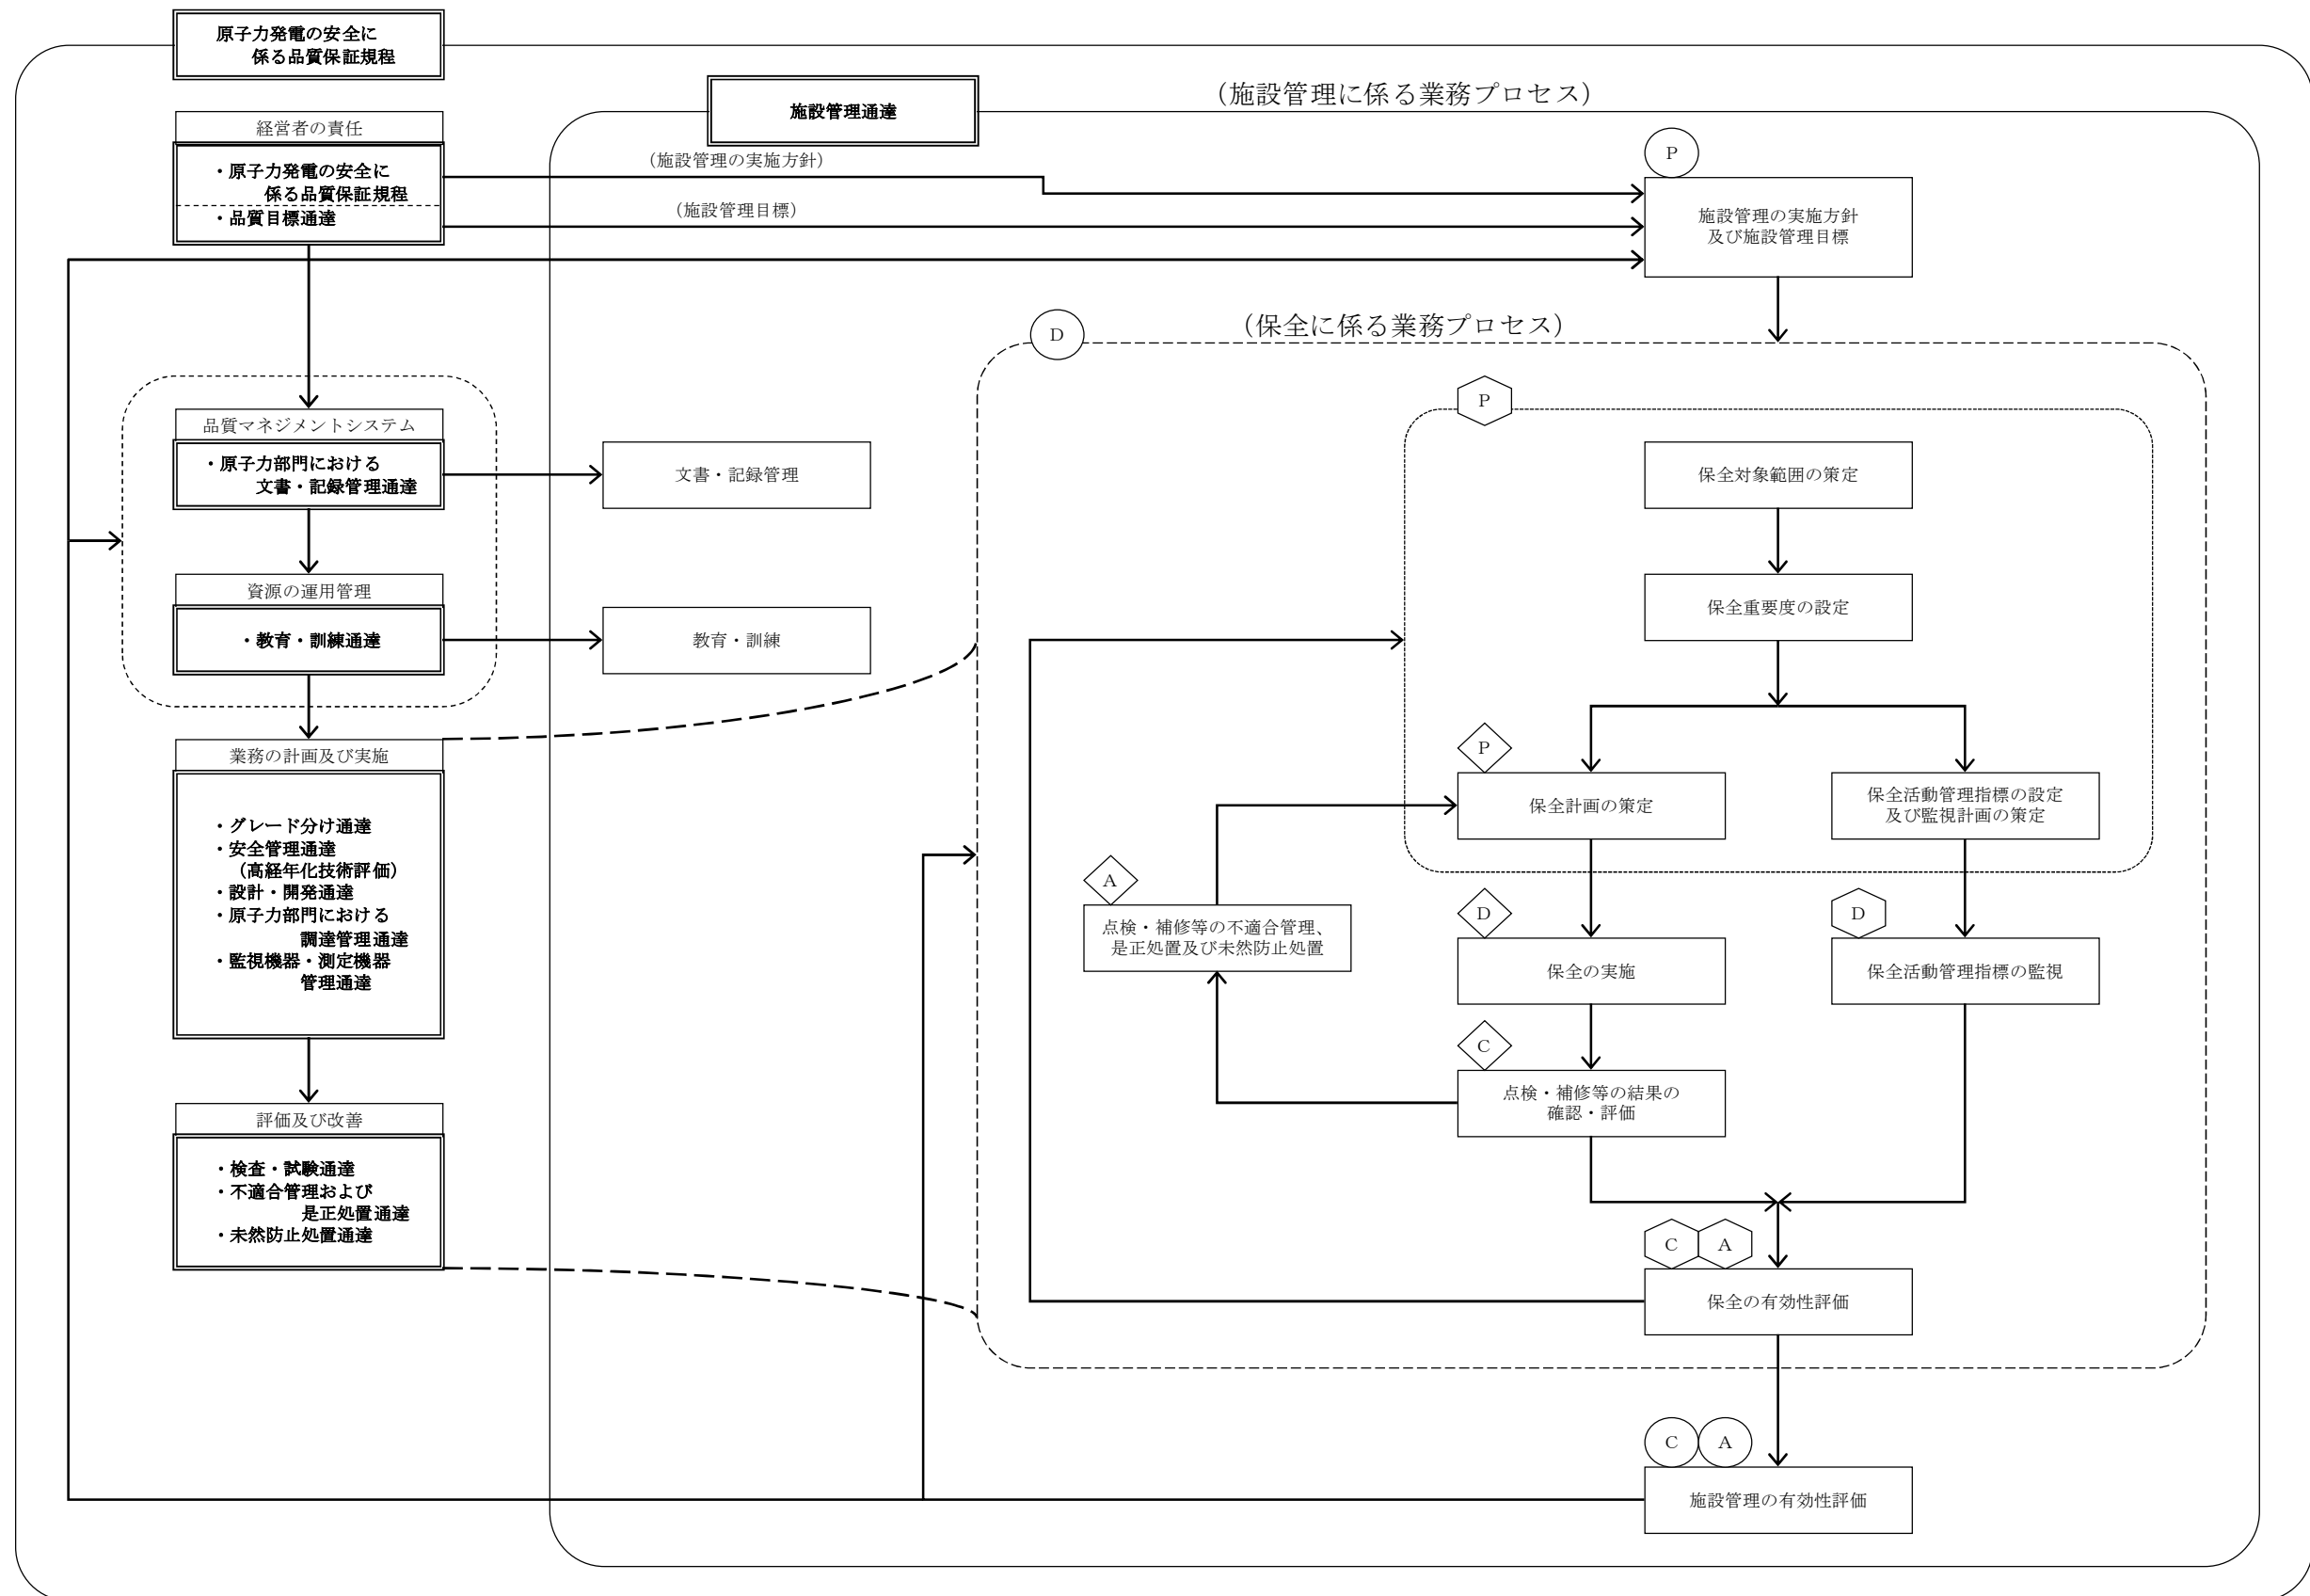 原子力発電の安全に
係る品質保証規程
施設管理通達
（施設管理に係る業務プロセス）
経営者の責任
・原子力発電の安全に
係る品質保証規程
・品質目標通達
（施設管理の実施方針）
（施設管理目標）
P
施設管理の実施方針
及び施設管理目標
D
（保全に係る業務プロセス）
品質マネジメントシステム
・原子力部門における
文書・記録管理通達
文書・記録管理
資源の運用管理
・教育・訓練通達
教育・訓練
P
保全対象範囲の策定
保全重要度の設定
業務の計画及び実施
・グレード分け通達
・安全管理通達
（高経年化技術評価）
・設計・開発通達
・原子力部門における
調達管理通達
・監視機器・測定機器
管理通達
P
保全計画の策定
保全活動管理指標の設定
及び監視計画の策定
A
点検・補修等の不適合管理、
是正処置及び未然防止処置
D
保全の実施
D
保全活動管理指標の監視
C
点検・補修等の結果の
確認・評価
評価及び改善
・検査・試験通達
・不適合管理および
是正処置通達
・未然防止処置通達
C
A
保全の有効性評価
C
A
施設管理の有効性評価